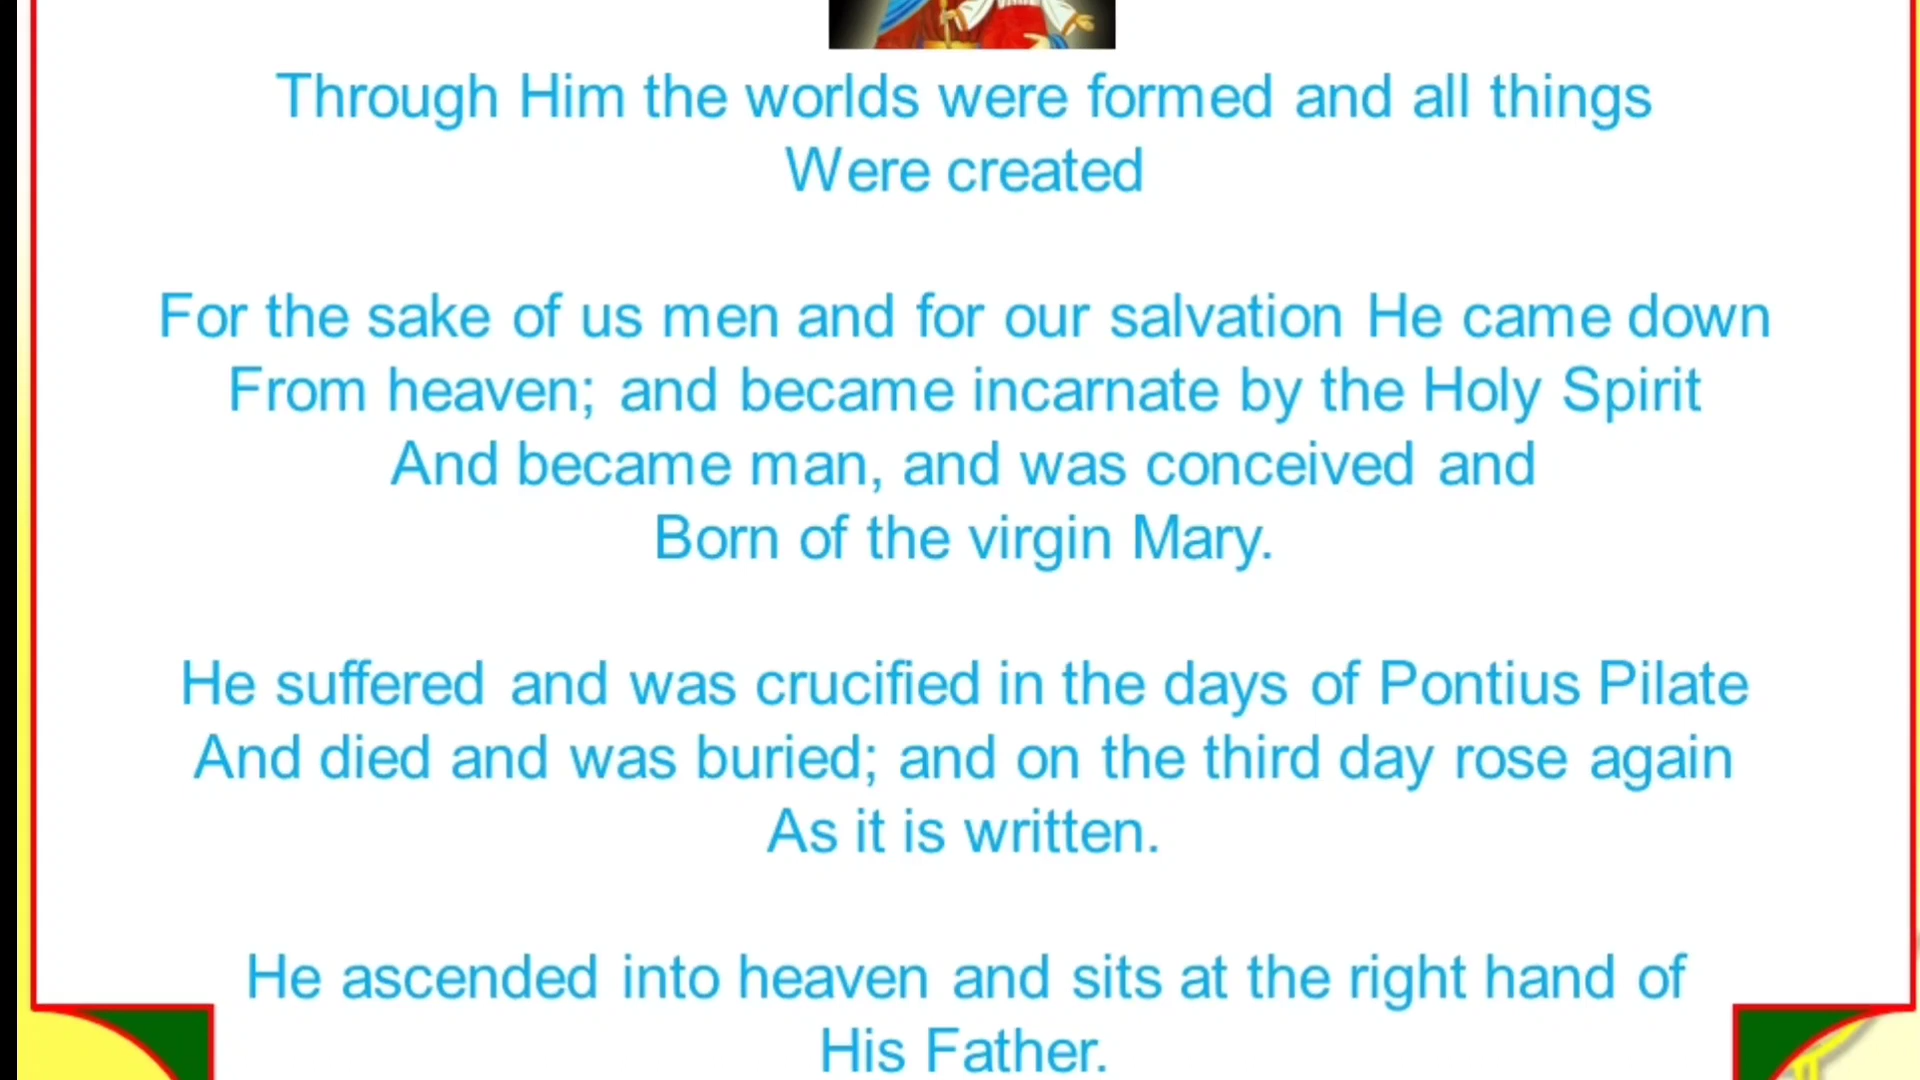 Through Him the worlds were formed and all things
Were created
For the sake of us men and for our salvation He came down
From heaven; and became incarnate by the Holy Spirit
And became man, and was conceived and
Born of the virgin Mary.
He suffered and was crucified in the days of Pontius Pilate
And died and was buried; and on the third day rose again
As it is written.
He ascended into heaven and sits at the right hand of
His Father.